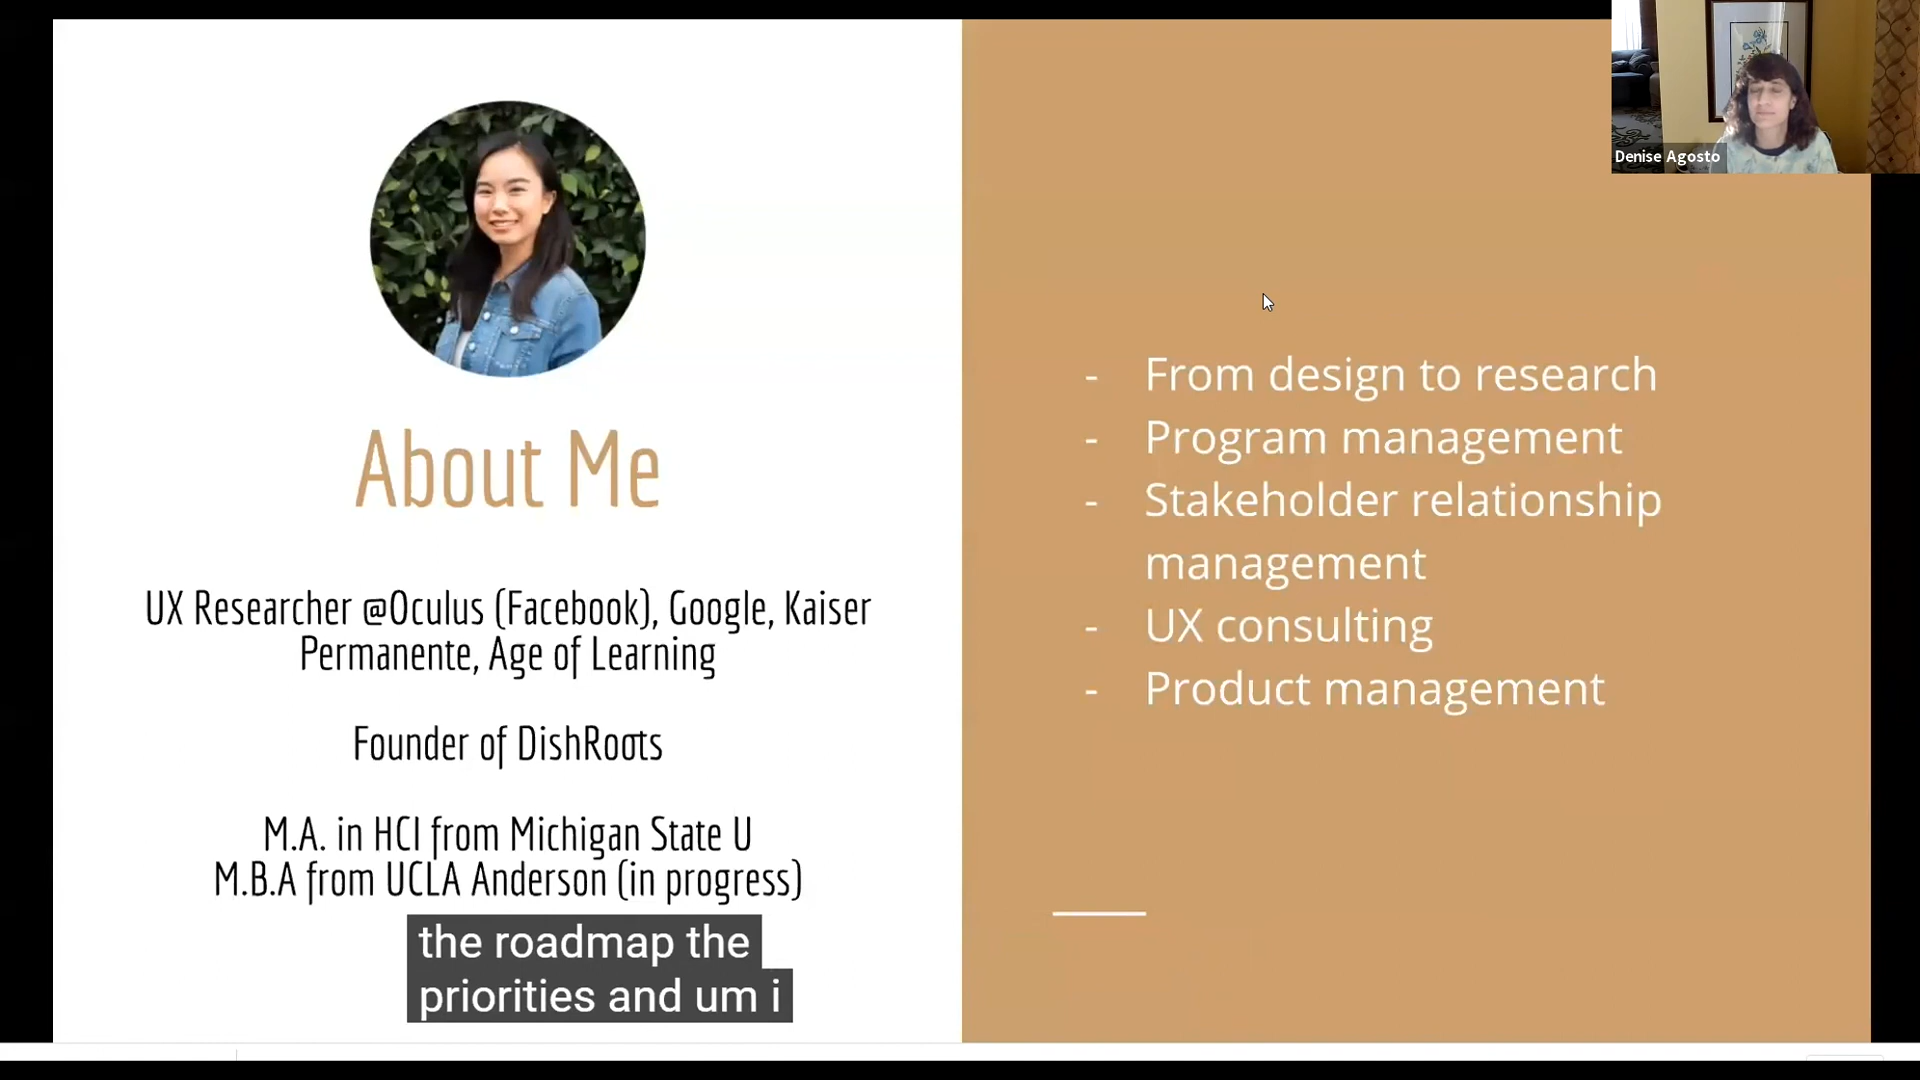 About Me
UX Researcher @Oculus (Facebook), Google, Kaiser
Permanente, Age of Learning
Founder of DishRoots
M.A. in HCI from Michigan State U
M.B.A from UCLA Anderson (in progress)
the roadmap the
priorities and um i
- From design to research
- Program management
- Stakeholder relationship
management
- UX consulting
- Product management
Denise Agosto